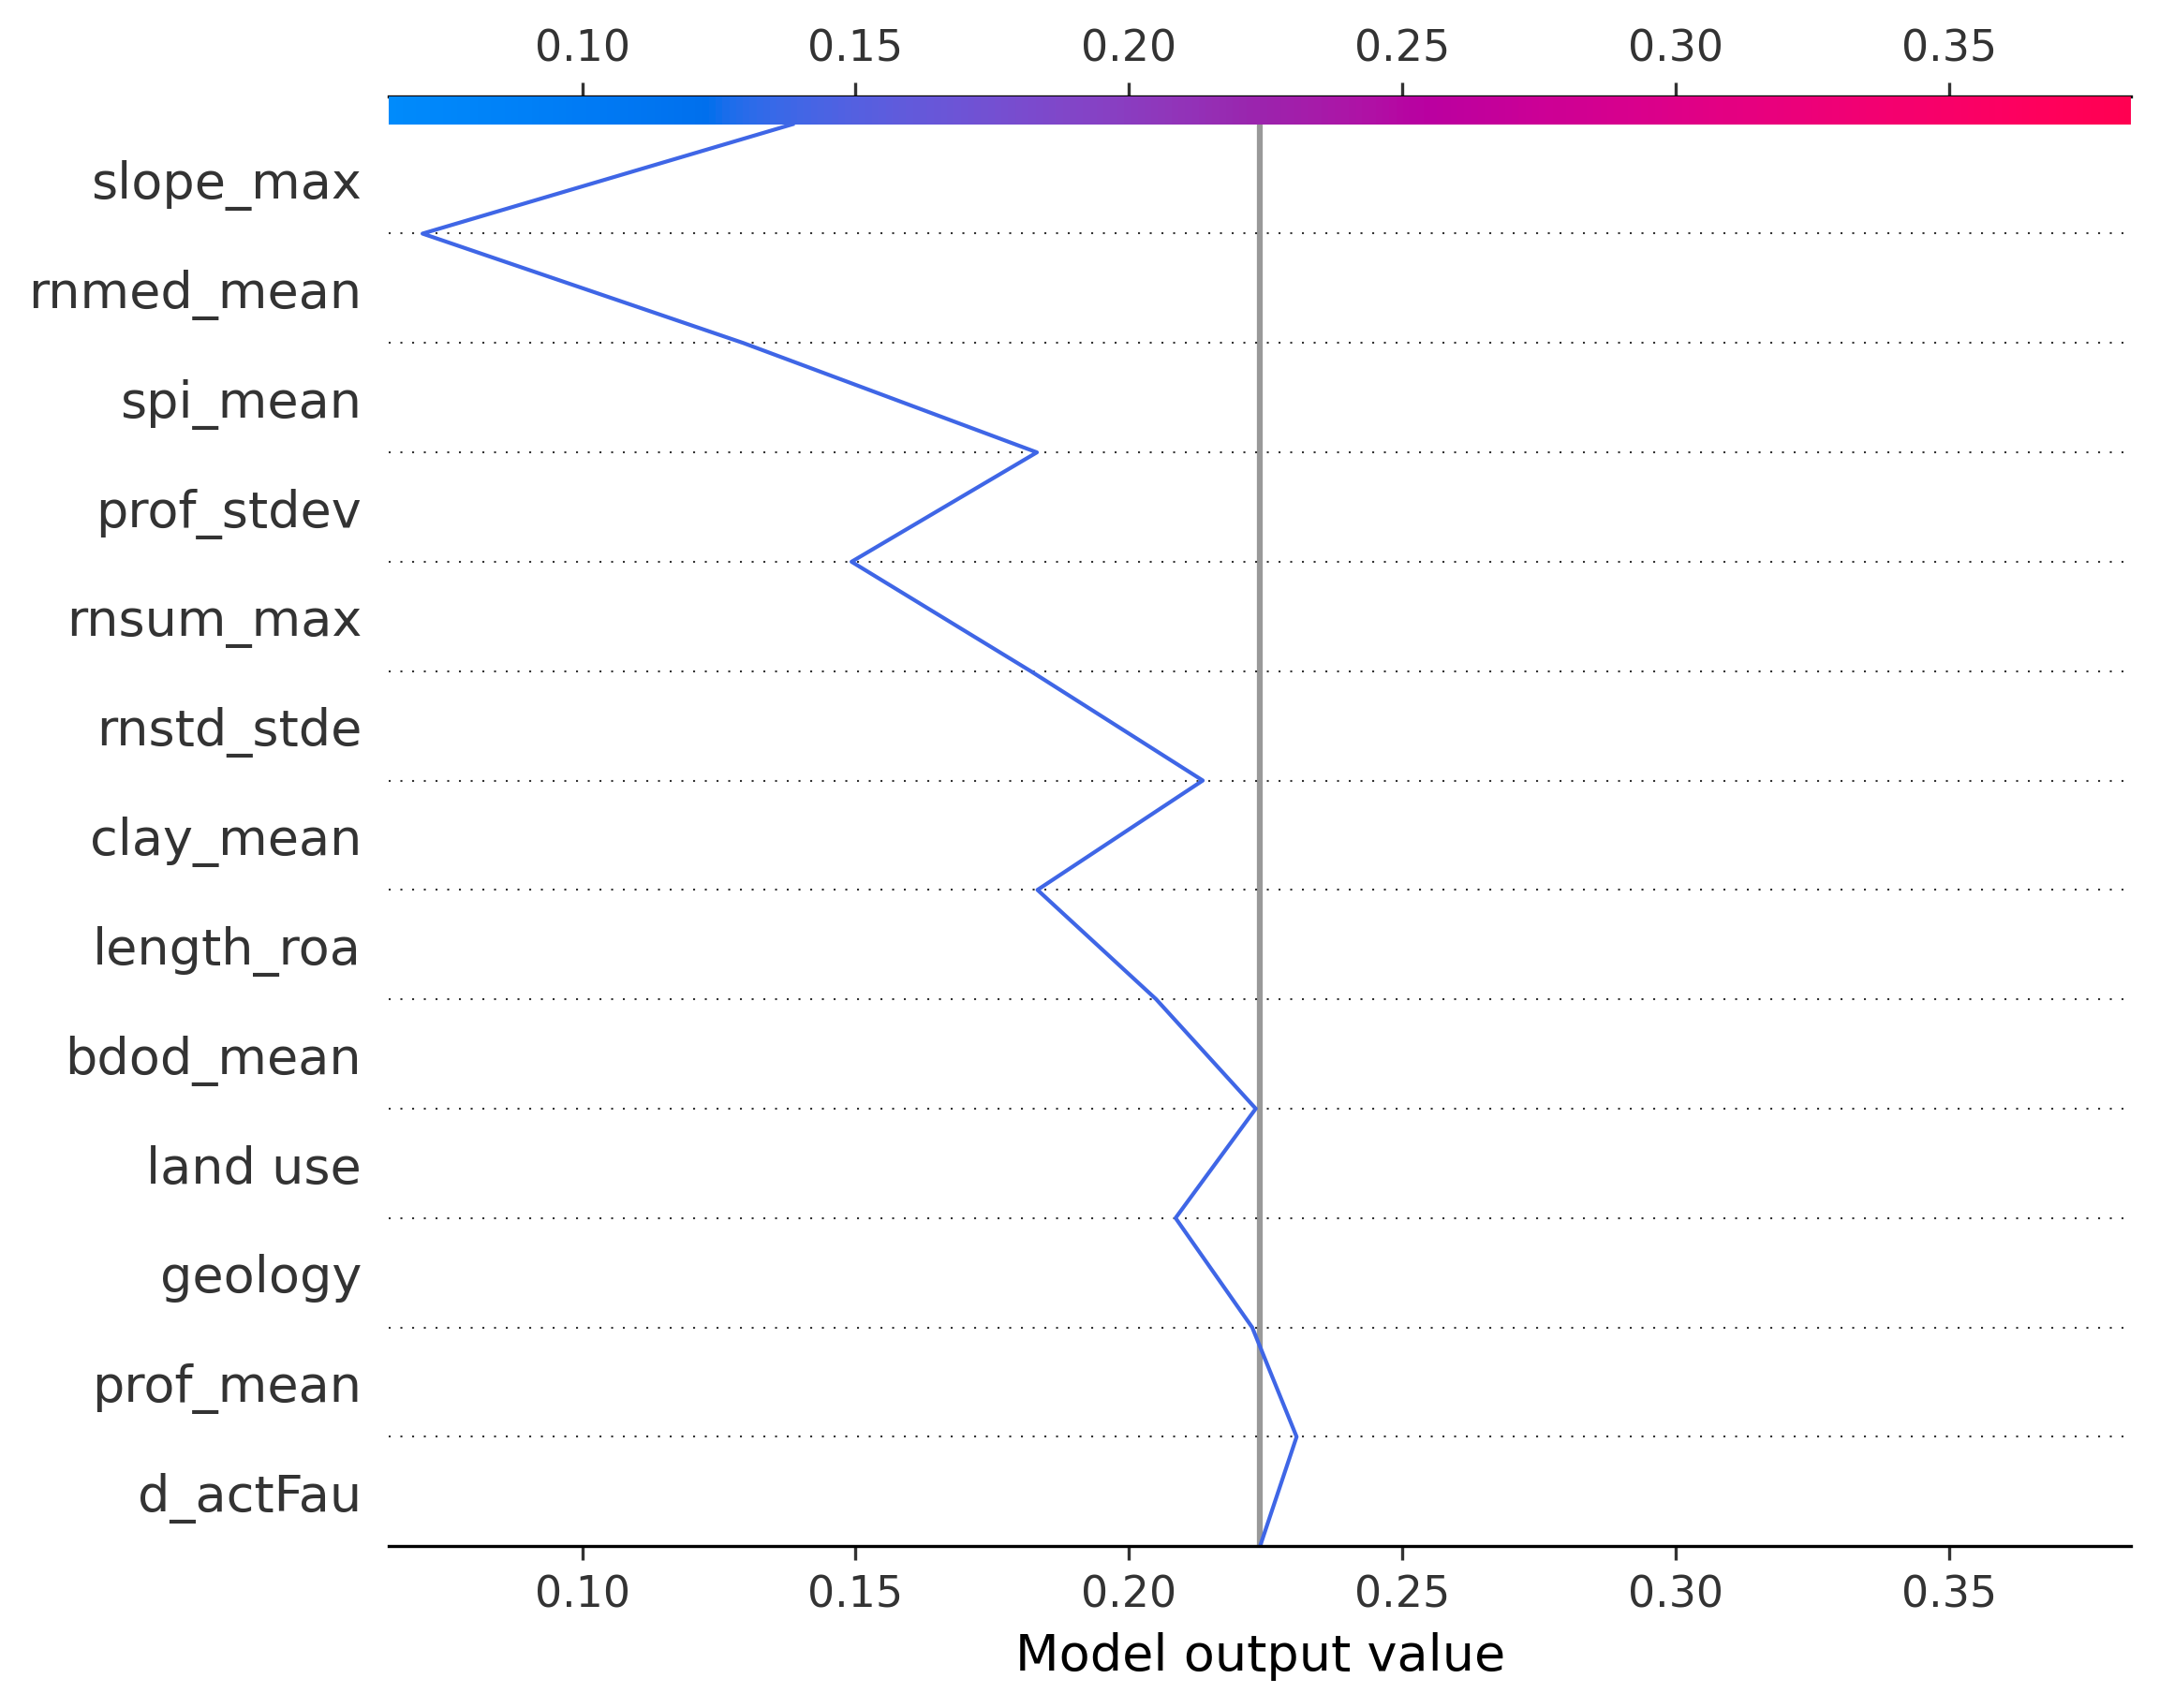 0.10 0.15 0.20 0.25 0.30 0.35
slope_max
rnmed_mean
spi_mean
prof_stdev
rnsum_max
rnstd_stde
clay_mean
length_roa
bdod_mean
land use
geology
prof_mean
d_actFau
0.10 0.15 0.20 0.25 0.30 0.35
Model output value